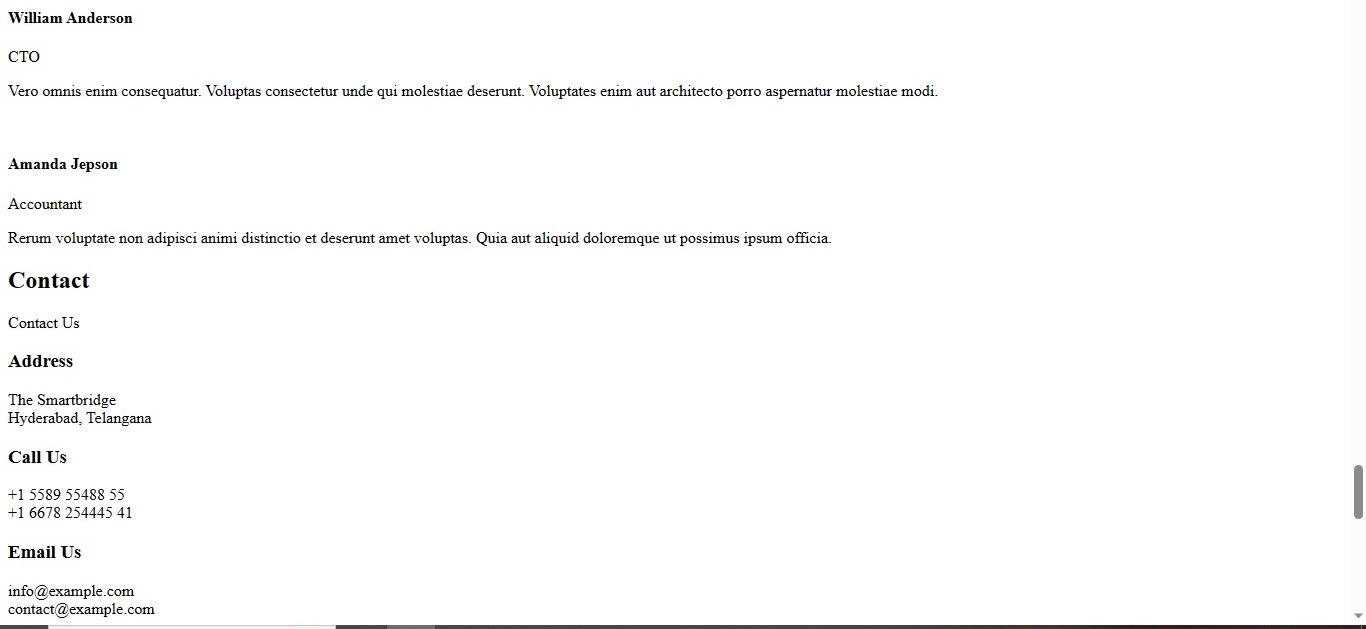 William Anderson
CTO
Vero omnis enim consequatur. Voluptas consectetur unde qui molestiae deserunt. Voluptates enim aut architecto porro aspernatur molestiae modi.
Amanda Jepson
Accountant
Rerum voluptate non adipisci animi distinctio et deserunt amet voluptas. Quia aut aliquid doloremque ut possimus ipsum officia.
Contact
Contact Us
Address
The Smartbridge
Hyderabad, Telangana
Call Us
+1 5589 55488 55
+1 6678 254445 41
Email Us
info@example.com
contact@example.com